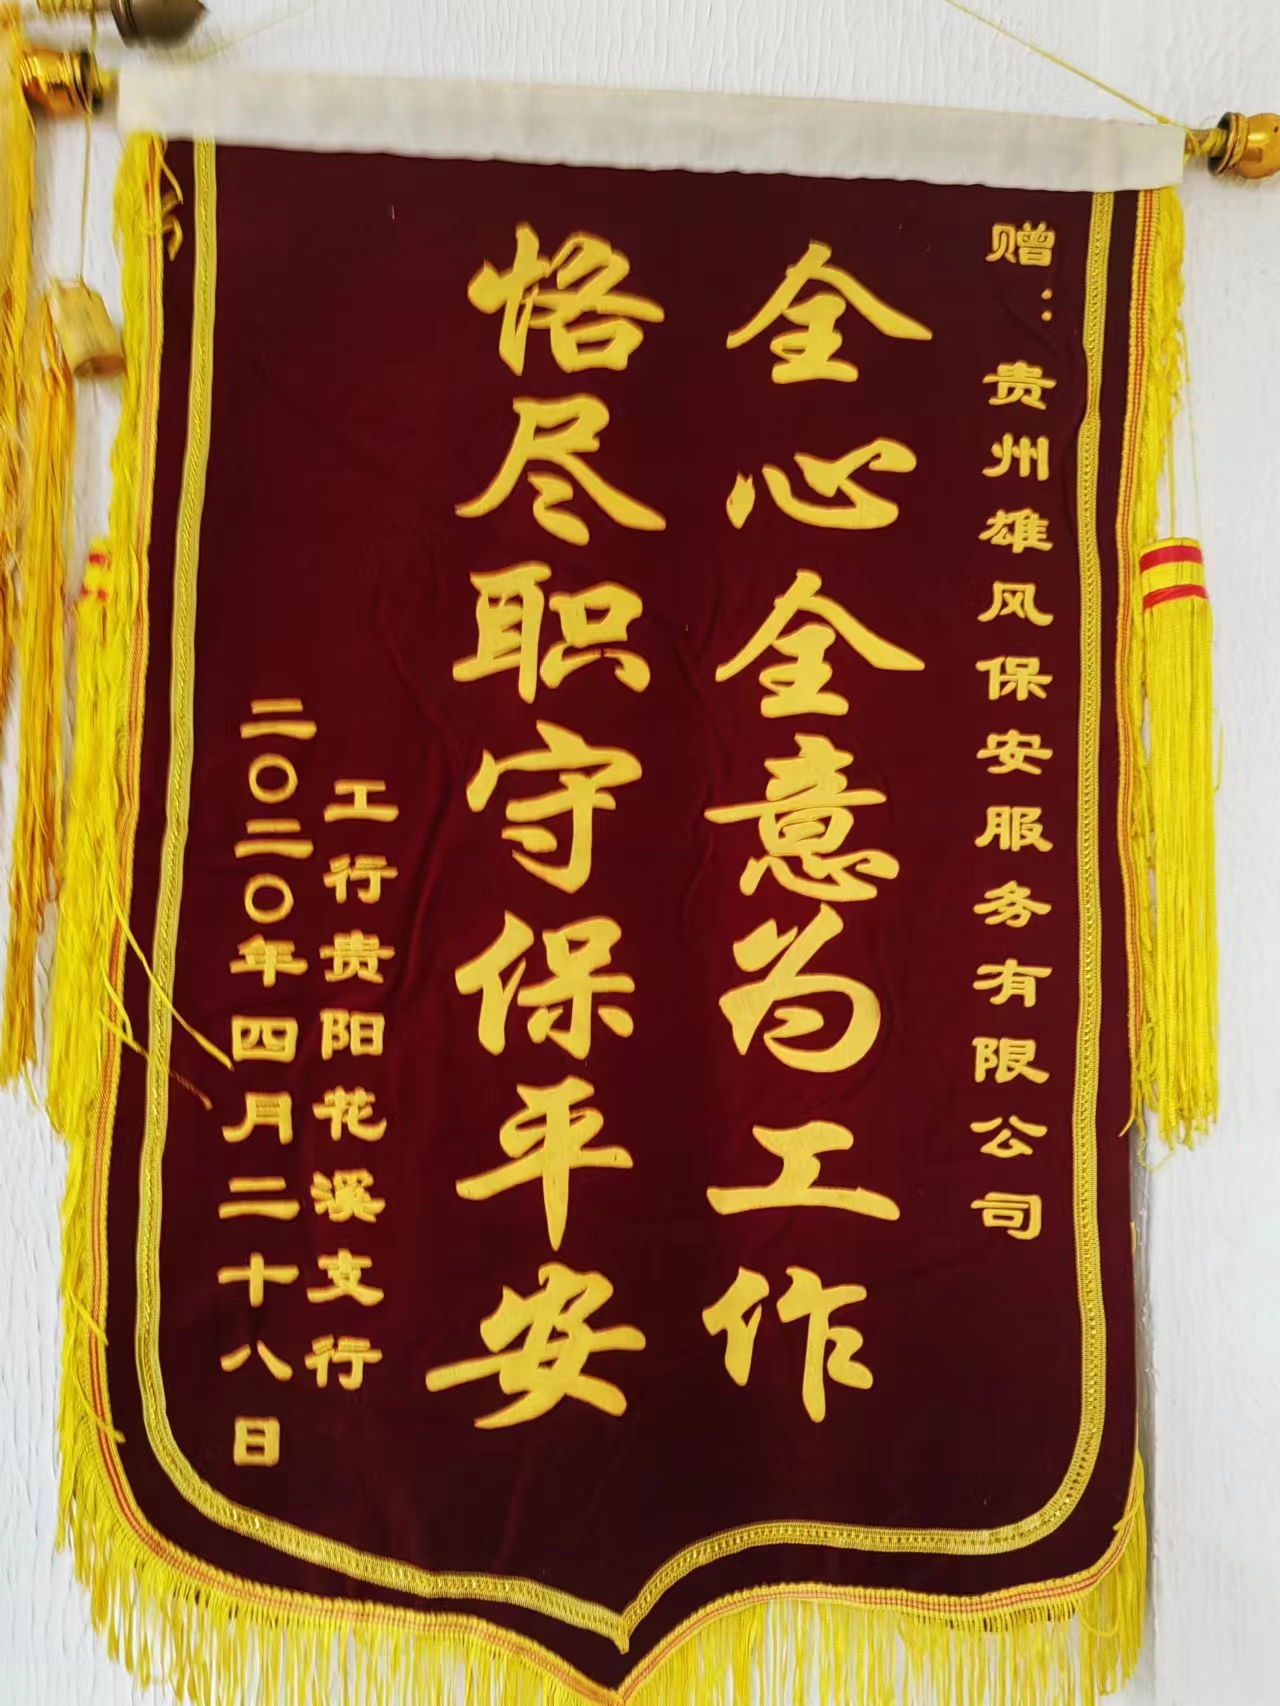 赠：贵州雄风保安服务有限公司
全心全意为工作
恪尽职守保平安
工行贵阳花溪支行
二〇二〇年四月二十八日